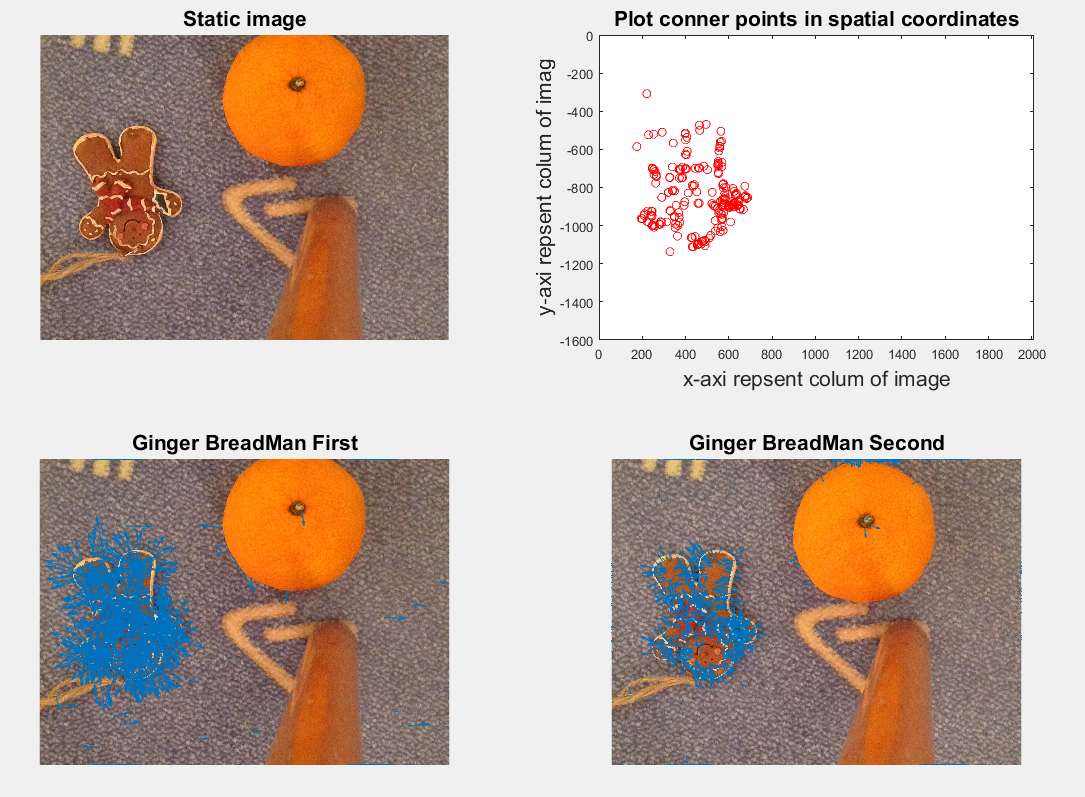 Static image
Plot conner points in spatial coordinates
0
-200
-400
-600
-800
-1000
-1200
-1400
-1600
y-axi repsent colum of imag
0 200 400 600 800 1000 1200 1400 1600 1800 2000
x-axi repsent colum of image
Ginger BreadMan First
Ginger BreadMan Second